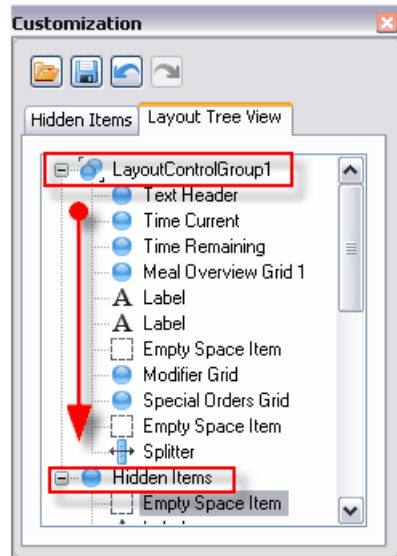 Customization
Hidden Items Layout Tree View
LayoutControlGroup1
Text Header
Time Current
Time Remaining
Meal Overview Grid 1
A Label
A Label
Empty Space Item
Modifier Grid
Special Orders Grid
Empty Space Item
Splitter
Hidden Items
Empty Space Item